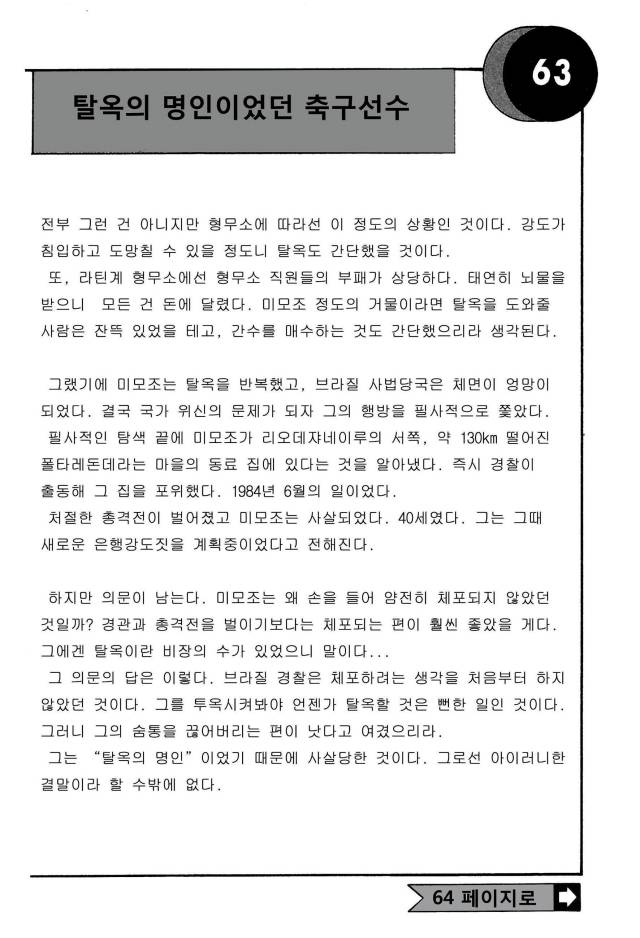 63
탈옥의 명인이었던 축구선수
전부 그런 건 아니지만 형무소에 따라선 이 정도의 상황인 것이다. 강도가
침입하고 도망칠 수 있을 정도니 탈옥도 간단했을 것이다.
또, 라틴계 형무소에선 형무소 직원들의 부패가 상당하다. 태연히 뇌물을
받으니 모든 건 돈에 달렸다. 미모조 정도의 거물이라면 탈옥을 도와줄
사람은 잔뜩 있었을 테고, 간수를 매수하는 것도 간단했으리라 생각된다.
그랬기에 미모조는 탈옥을 반복했고, 브라질 사법당국은 체면이 엉망이
되었다. 결국 국가 위신의 문제가 되자 그의 행방을 필사적으로 쫓았다.
필사적인 탐색 끝에 미모조가 리오데쟈네이루의 서쪽, 약 130km 떨어진
폴타레돈데라는 마을의 동료 집에 있다는 것을 알아냈다. 즉시 경찰이
출동해 그 집을 포위했다. 1984년 6월의 일이었다.
처절한 총격전이 벌어졌고 미모조는 사살되었다. 40세였다. 그는 그때
새로운 은행강도짓을 계획중이었다고 전해진다.
하지만 의문이 남는다. 미모조는 왜 손을 들어 얌전히 체포되지 않았던
것일까? 경관과 총격전을 벌이기보다는 체포되는 편이 훨씬 좋았을 게다.
그에겐 탈옥이란 비장의 수가 있었으니 말이다...
그 의문의 답은 이렇다. 브라질 경찰은 체포하려는 생각을 처음부터 하지
않았던 것이다. 그를 투옥시켜봐야 언젠가 탈옥할 것은 뻔한 일인 것이다.
그러니 그의 숨통을 끊어버리는 편이 낫다고 여겼으리라.
그는 “탈옥의 명인” 이었기 때문에 사살당한 것이다. 그로선 아이러니한
결말이라 할 수밖에 없다.
64 페이지로